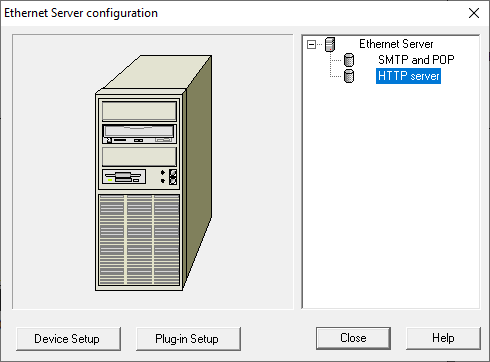 Ethernet Server configuration
Ethernet Server
SMTP and POP
HTTP server
Device Setup
Plug-in Setup
Close
Help